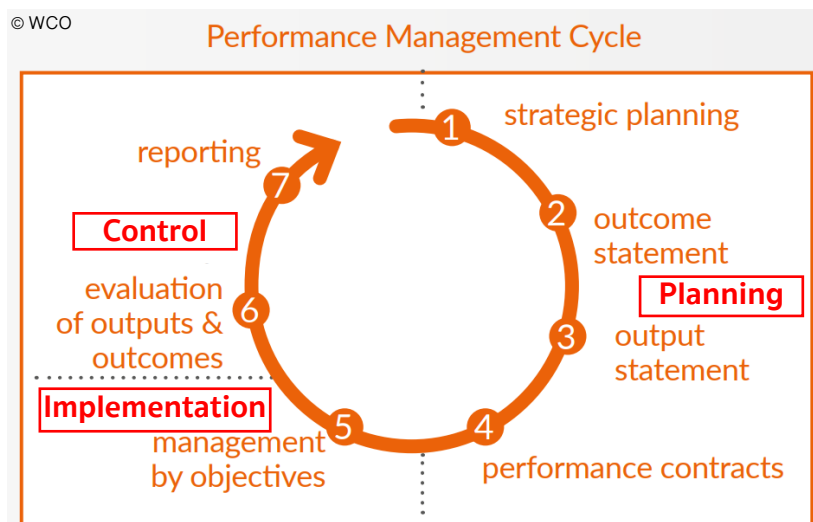 © WCO
Performance Management Cycle
1
strategic planning
2
outcome
statement
Planning
3
output
statement
4
performance contracts
5
management
by objectives
Implementation
6
evaluation
of outputs &
outcomes
Control
7
reporting